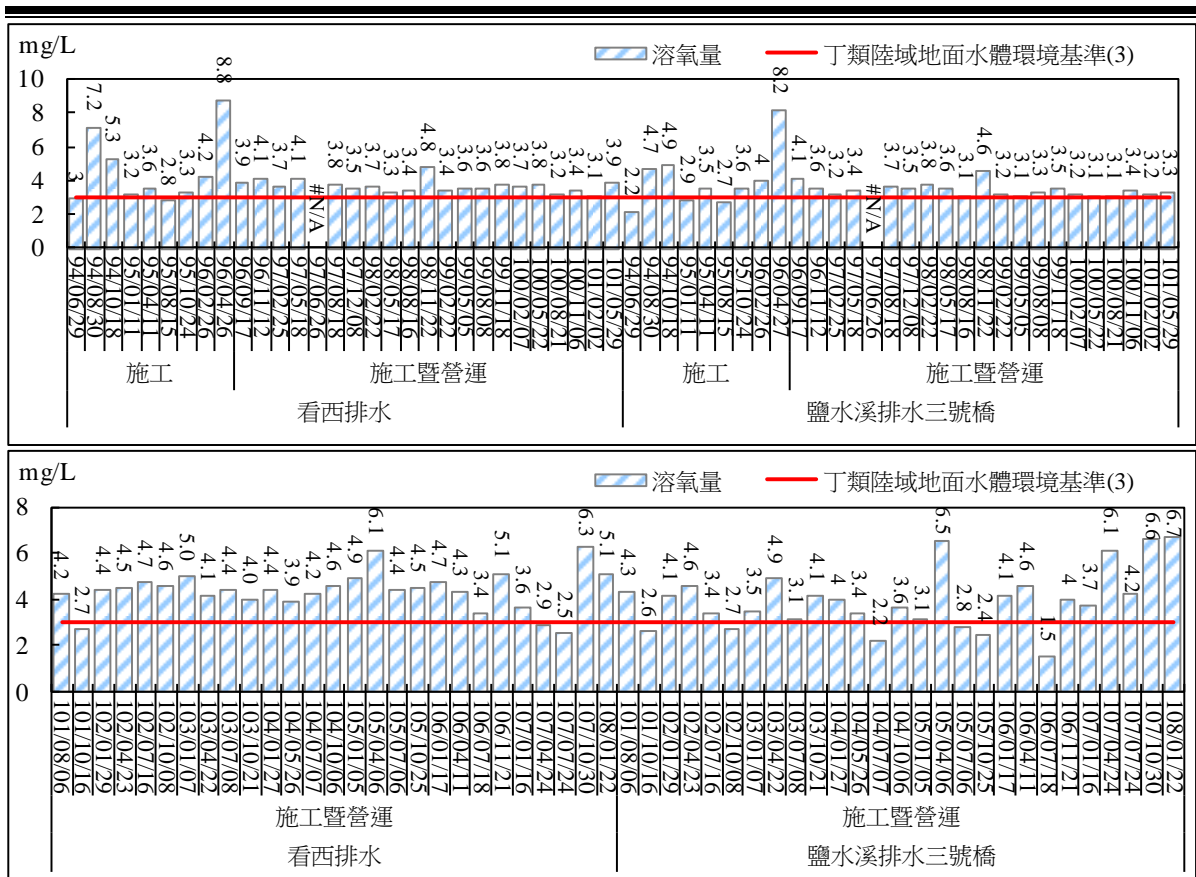 mg/L
溶氧量 丁類陸域地面水體環境基準(3)
10
8
6
4
2
0
3 7.2 5.3 3.2 3.6 2.8 3.3 4.2 8.8 3.9 4.1 3.7 4.1 #N/A 3.8 3.5 3.7 3.3 3.4 4.8 3.4 3.6 3.6 3.8 3.7 3.8 3.2 3.4 3.1 3.9 2.2 4.7 4.9 2.9 3.5 2.7 3.6 4 8.2 4.1 3.6 3.2 3.4 #N/A 3.7 3.5 3.8 3.6 3.1 4.6 3.2 3.1 3.3 3.5 3.2 3.1 3.1 3.4 3.2 3.3
94/06/29 94/08/30 94/10/18 95/01/11 95/04/11 95/08/15 95/10/24 96/02/26 96/04/26 96/09/17 96/11/12 97/02/25 97/05/18 97/06/26 97/08/18 97/12/08 98/02/22 98/05/17 98/08/16 98/11/22 99/02/22 99/05/05 99/08/08 99/11/18 100/02/07 100/05/22 100/08/21 100/11/06 101/02/02 101/05/29 94/06/29 94/08/30 94/10/18 95/01/11 95/04/11 95/08/15 95/10/24 96/02/26 96/04/27 96/09/17 96/11/12 97/02/25 97/05/18 97/06/26 97/08/18 97/12/08 98/02/22 98/05/17 98/08/16 98/11/22 99/02/22 99/05/05 99/08/08 99/11/18 100/02/07 100/05/22 100/08/21 100/11/06 101/02/02 101/05/29
施工 施工暨營運 施工 施工暨營運
看西排水 鹽水溪排水三號橋
mg/L
溶氧量 丁類陸域地面水體環境基準(3)
8
6
4
2
0
4.2 2.7 4.4 4.5 4.7 4.6 5.0 4.1 4.4 4.0 4.4 3.9 4.2 4.6 4.9 6.1 4.4 4.5 4.7 4.3 3.4 5.1 3.6 2.9 2.5 6.3 5.1 4.3 2.6 4.1 4.6 3.4 2.7 3.5 4.9 3.1 4.1 4 3.4 2.2 3.6 3.1 6.5 2.8 2.4 4.1 4.6 1.5 4 3.7 6.1 4.2 6.6 6.7
101/08/06 101/10/16 102/01/29 102/04/23 102/07/16 102/10/08 103/01/07 103/04/22 103/07/08 103/10/21 104/01/27 104/05/26 104/07/07 104/10/06 105/01/05 105/04/06 105/07/06 105/10/25 106/01/17 106/04/11 106/07/18 106/11/21 107/01/16 107/04/24 107/07/24 107/10/30 108/01/22 101/08/06 101/10/16 102/01/29 102/04/23 102/07/16 102/10/08 103/01/07 103/04/22 103/07/08 103/10/21 104/01/27 104/5/26 104/07/07 104/10/06 105/01/05 105/04/06 105/07/06 105/10/25 106/01/17 106/04/11 106/07/18 106/11/21 107/01/16 107/04/24 107/07/24 107/10/30 108/01/22
施工暨營運 施工暨營運
看西排水 鹽水溪排水三號橋